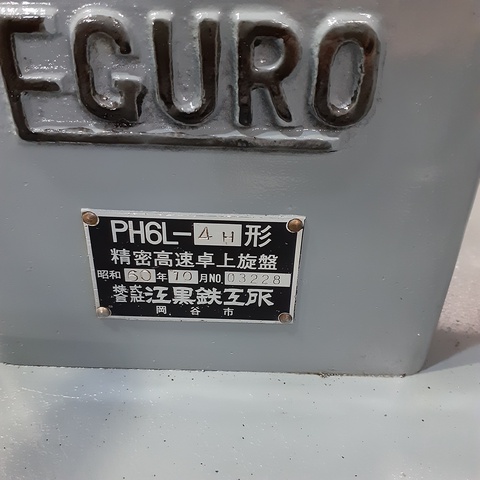 EGURO
PH6L-4H形
精密高速卓上旋盤
昭和60年10月NO.03228
株式会社江黒鉄工所
岡谷市